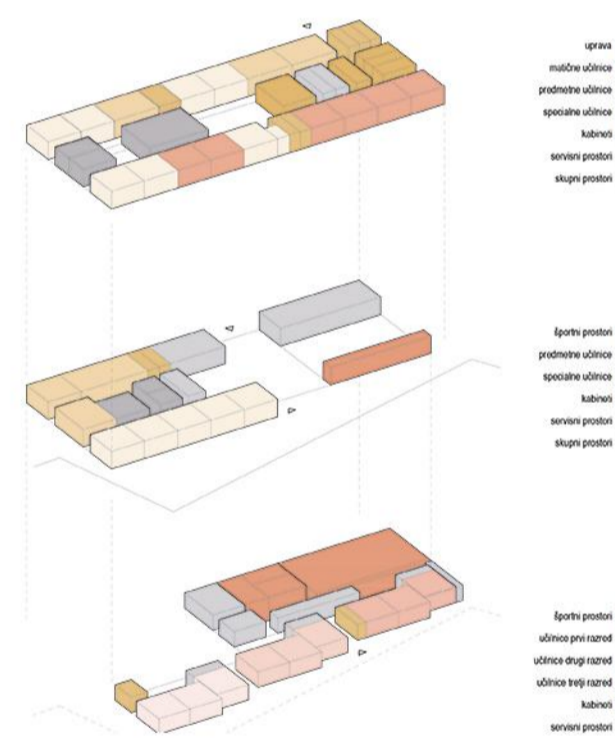 uprava
matične učilnice
predmetne učilnice
specialne učilnice
kabineti
servisni prostori
skupni prostori
športni prostori
predmetne učilnice
specialne učilnice
kabineti
servisni prostori
skupni prostori
športni prostori
učilnice prvi razred
učilnice drugi razred
učilnice tretji razred
kabineti
servisni prostori